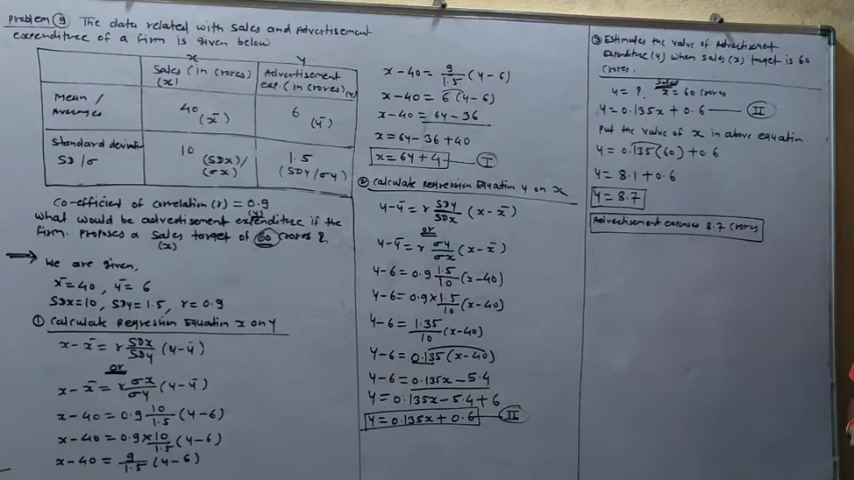 Problem 9 The data related with sales and Advertisement
expenditure of a firm is given below
x y
Sales (in crores) (x) Advertisement exp. (in crores) (y)
Mean / Averages 40 (x̄) 6 (ȳ)
Standard deviation SD/σ 10 (SDx)/(σx) 1.5 (SDy/σy)
Co-efficient of correlation (r) = 0.9
(y)
What would be advertisement expenditure if the
firm. Proposes a sales target of 60 crores ?
(x)
⇒ We are given,
x̄=40, ȳ=6
SDx=10, SDy=1.5, r=0.9
① Calculate Regression Equation x on y
x-x̄ = r SDx/SDy (y-ȳ)
or
x-x̄ = r σx/σy (y-ȳ)
x-40 = 0.9 10/1.5 (y-6)
x-40 = 0.9×10/1.5 (y-6)
x-40 = 9/1.5 (y-6)
x-40 = 9/1.5 (y-6)
x-40 = 6(y-6)
x-40 = 6y-36
x = 6y-36+40
x = 6y+4 — I
② Calculate Regression Equation y on x
y-ȳ = r SDy/SDx (x-x̄)
or
y-ȳ = r σy/σx (x-x̄)
y-6 = 0.9 1.5/10 (x-40)
y-6 = 0.9×1.5/10 (x-40)
y-6 = 1.35/10 (x-40)
y-6 = 0.135(x-40)
y-6 = 0.135x-5.4
y = 0.135x-5.4+6
y = 0.135x+0.6 — II
③ Estimates the value of Advertisement
Expenditure (y) when sales (x) target is 60
crores.
y = ?. x = 60 crores
y = 0.135x+0.6 — II
Put the value of x in above equation
y = 0.135(60)+0.6
y = 8.1+0.6
y = 8.7
Advertisement expenses 8.7 crores